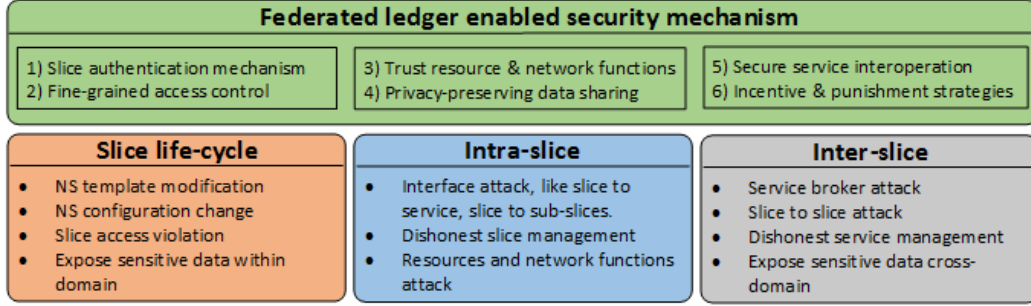 Federated ledger enabled security mechanism
1) Slice authentication mechanism
2) Fine-grained access control
3) Trust resource & network functions
4) Privacy-preserving data sharing
5) Secure service interoperation
6) Incentive & punishment strategies
Slice life-cycle
• NS template modification
• NS configuration change
• Slice access violation
• Expose sensitive data within
domain
Intra-slice
• Interface attack, like slice to
service, slice to sub-slices.
• Dishonest slice management
• Resources and network functions
attack
Inter-slice
• Service broker attack
• Slice to slice attack
• Dishonest service management
• Expose sensitive data cross-
domain